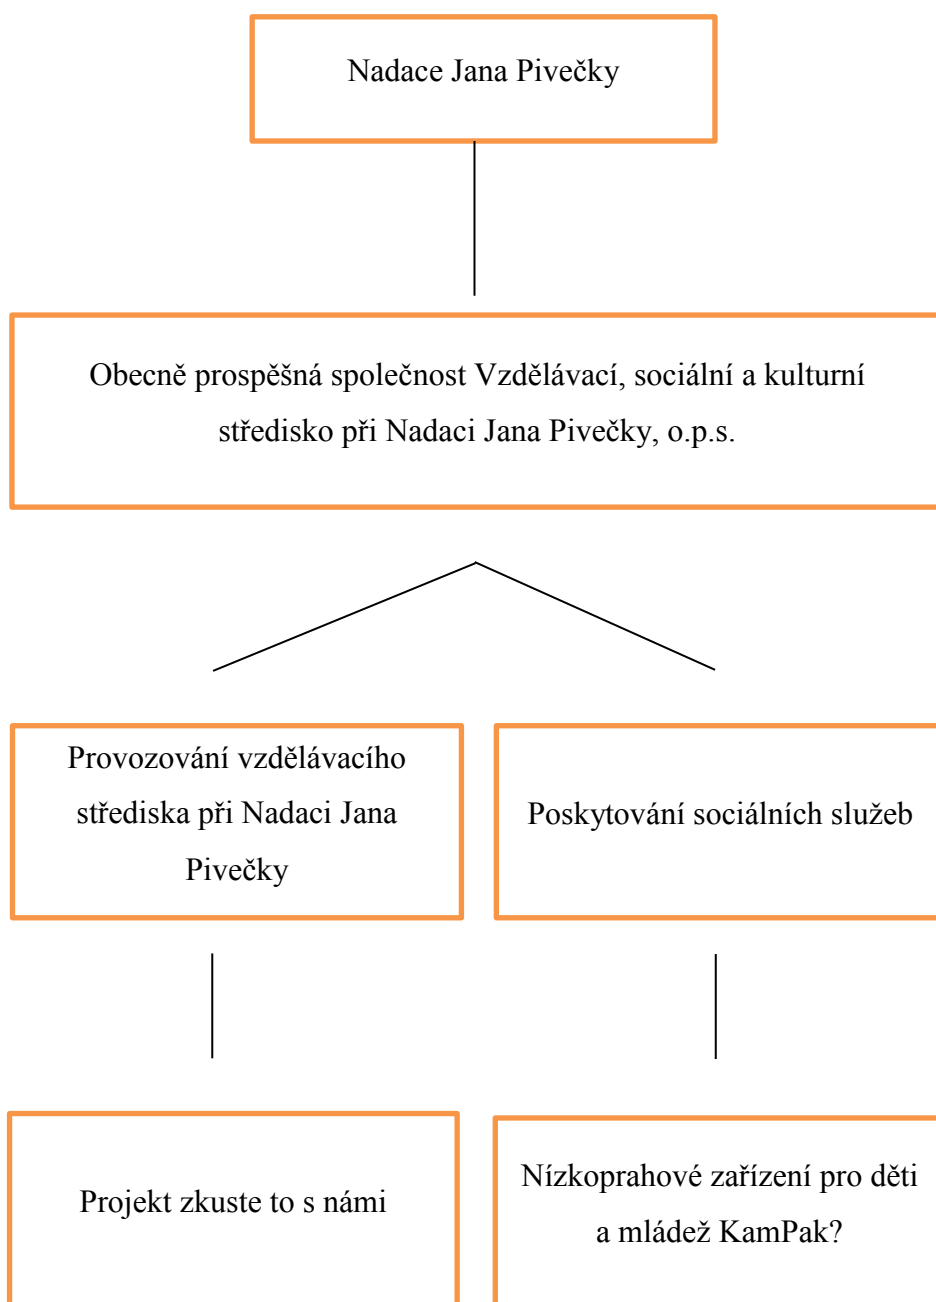 Nadace Jana Pivečky
Obecně prospěšná společnost Vzdělávací, sociální a kulturní
středisko při Nadaci Jana Pivečky, o.p.s.
Provozování vzdělávacího
střediska při Nadaci Jana
Pivečky
Poskytování sociálních služeb
Projekt zkuste to s námi
Nízkoprahové zařízení pro děti
a mládež KamPak?